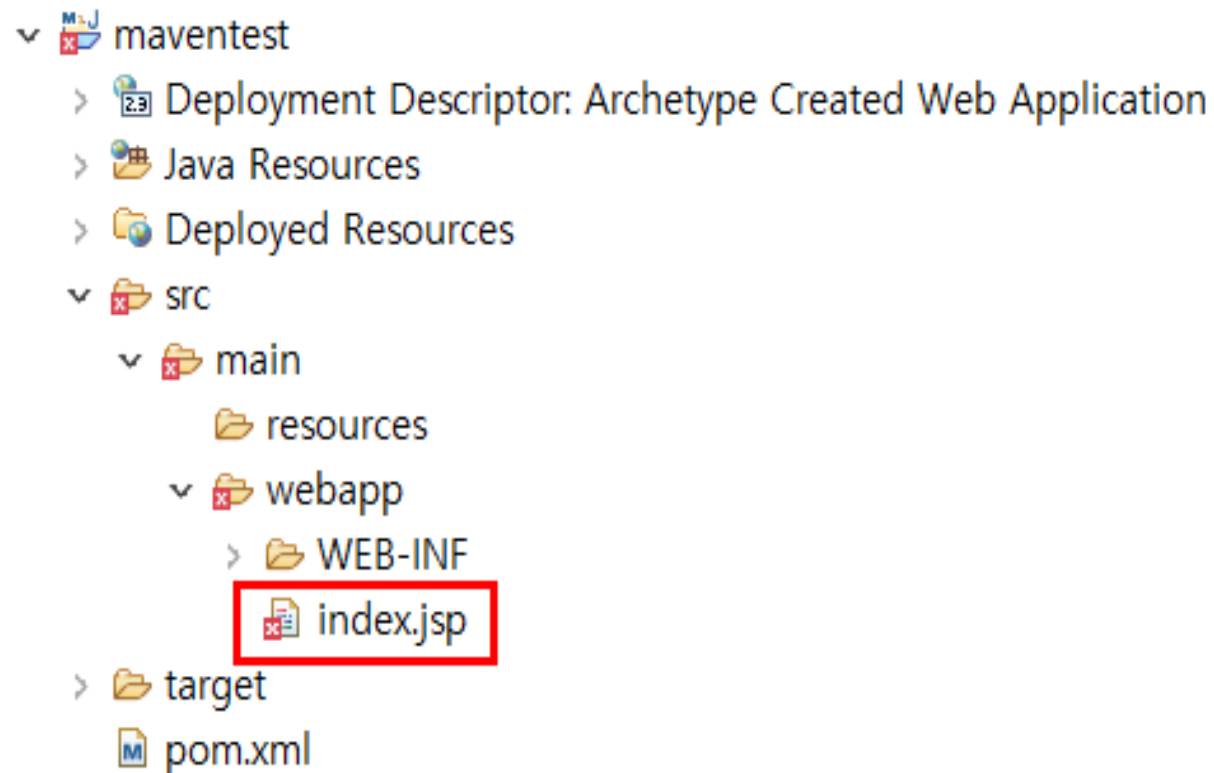 maventest
Deployment Descriptor: Archetype Created Web Application
Java Resources
Deployed Resources
src
main
resources
webapp
WEB-INF
index.jsp
target
pom.xml